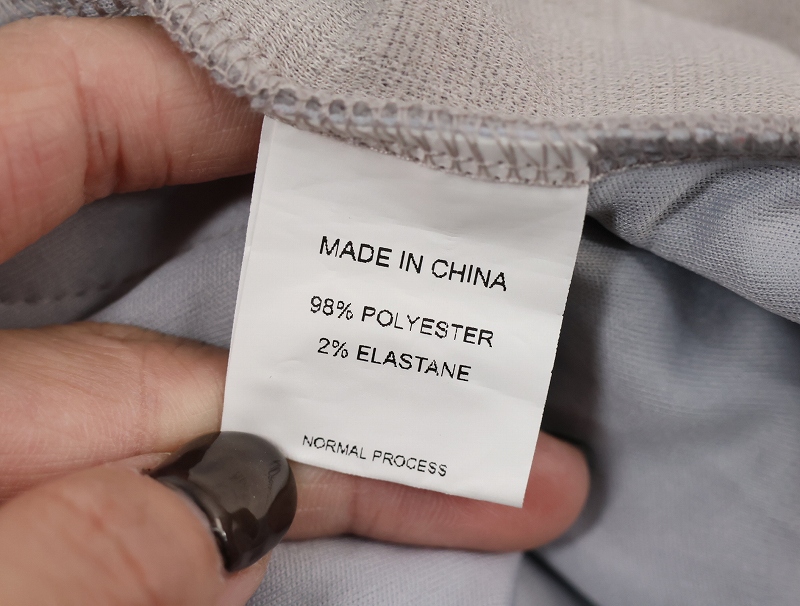 MADE IN CHINA
98% POLYESTER
2% ELASTANE
NORMAL PROCESS